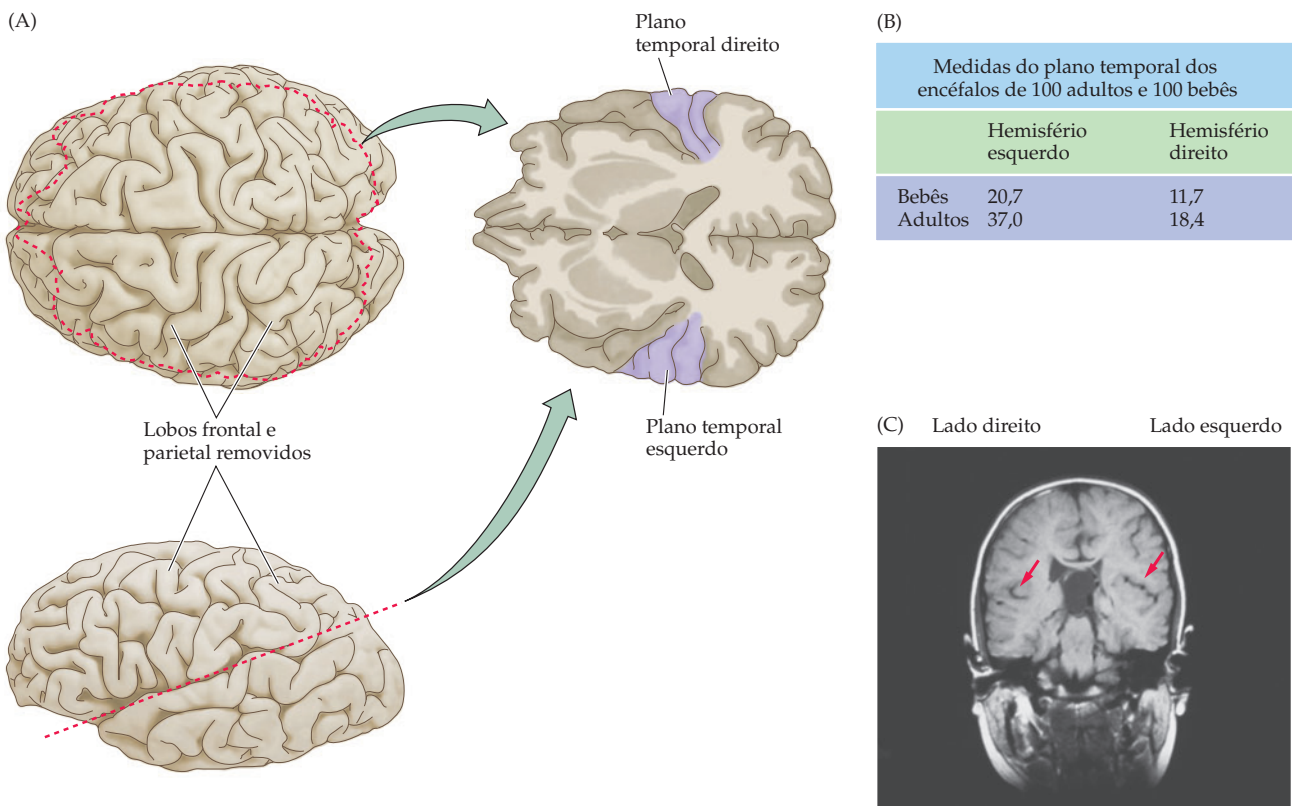 (A)
Plano
temporal direito
Lobos frontal e
parietal removidos
Plano temporal
esquerdo
(B)
Medidas do plano temporal dos
encéfalos de 100 adultos e 100 bebês
Hemisfério esquerdo Hemisfério direito
Bebês 20,7 11,7
Adultos 37,0 18,4
(C) Lado direito Lado esquerdo